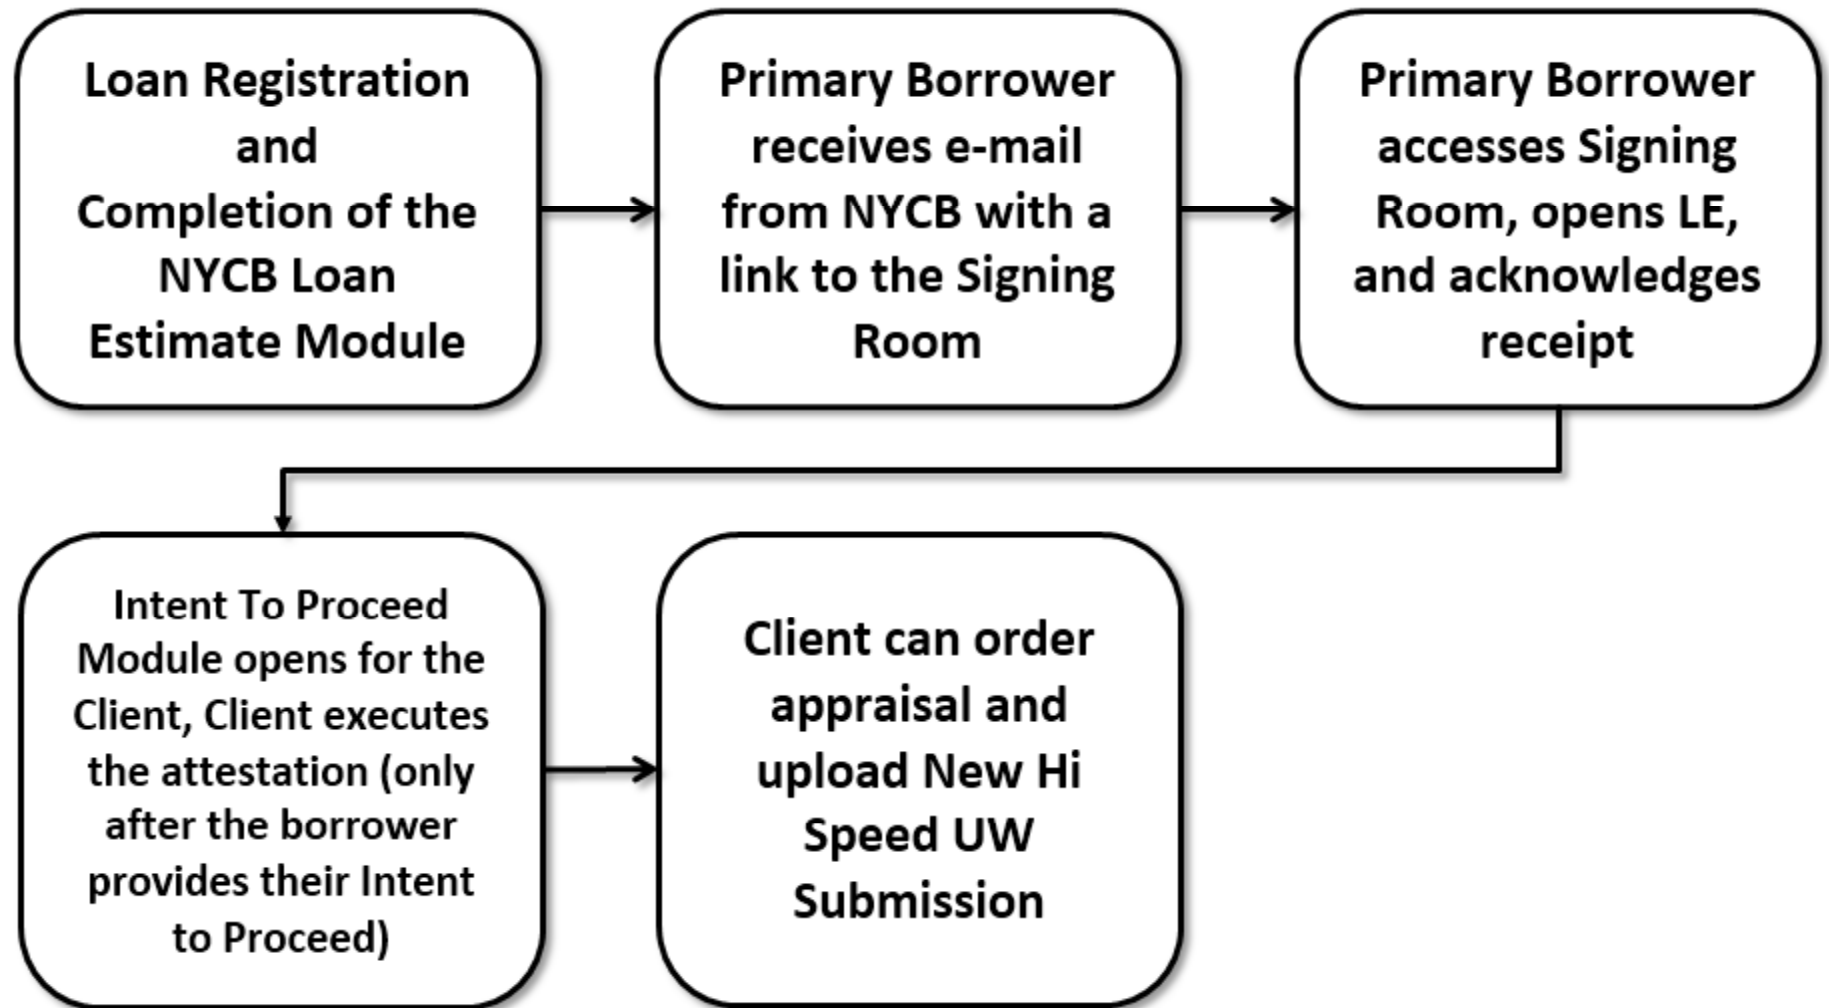 Loan Registration
and
Completion of the
NYCB Loan
Estimate Module
Primary Borrower
receives e-mail
from NYCB with a
link to the Signing
Room
Primary Borrower
accesses Signing
Room, opens LE,
and acknowledges
receipt
Intent To Proceed
Module opens for the
Client, Client executes
the attestation (only
after the borrower
provides their Intent
to Proceed)
Client can order
appraisal and
upload New Hi
Speed UW
Submission